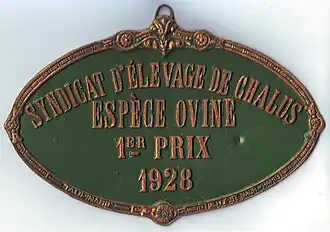 SYNDICAT D'ÉLEVAGE DE CHALUS
ESPÈCE OVINE
1ER PRIX
1928